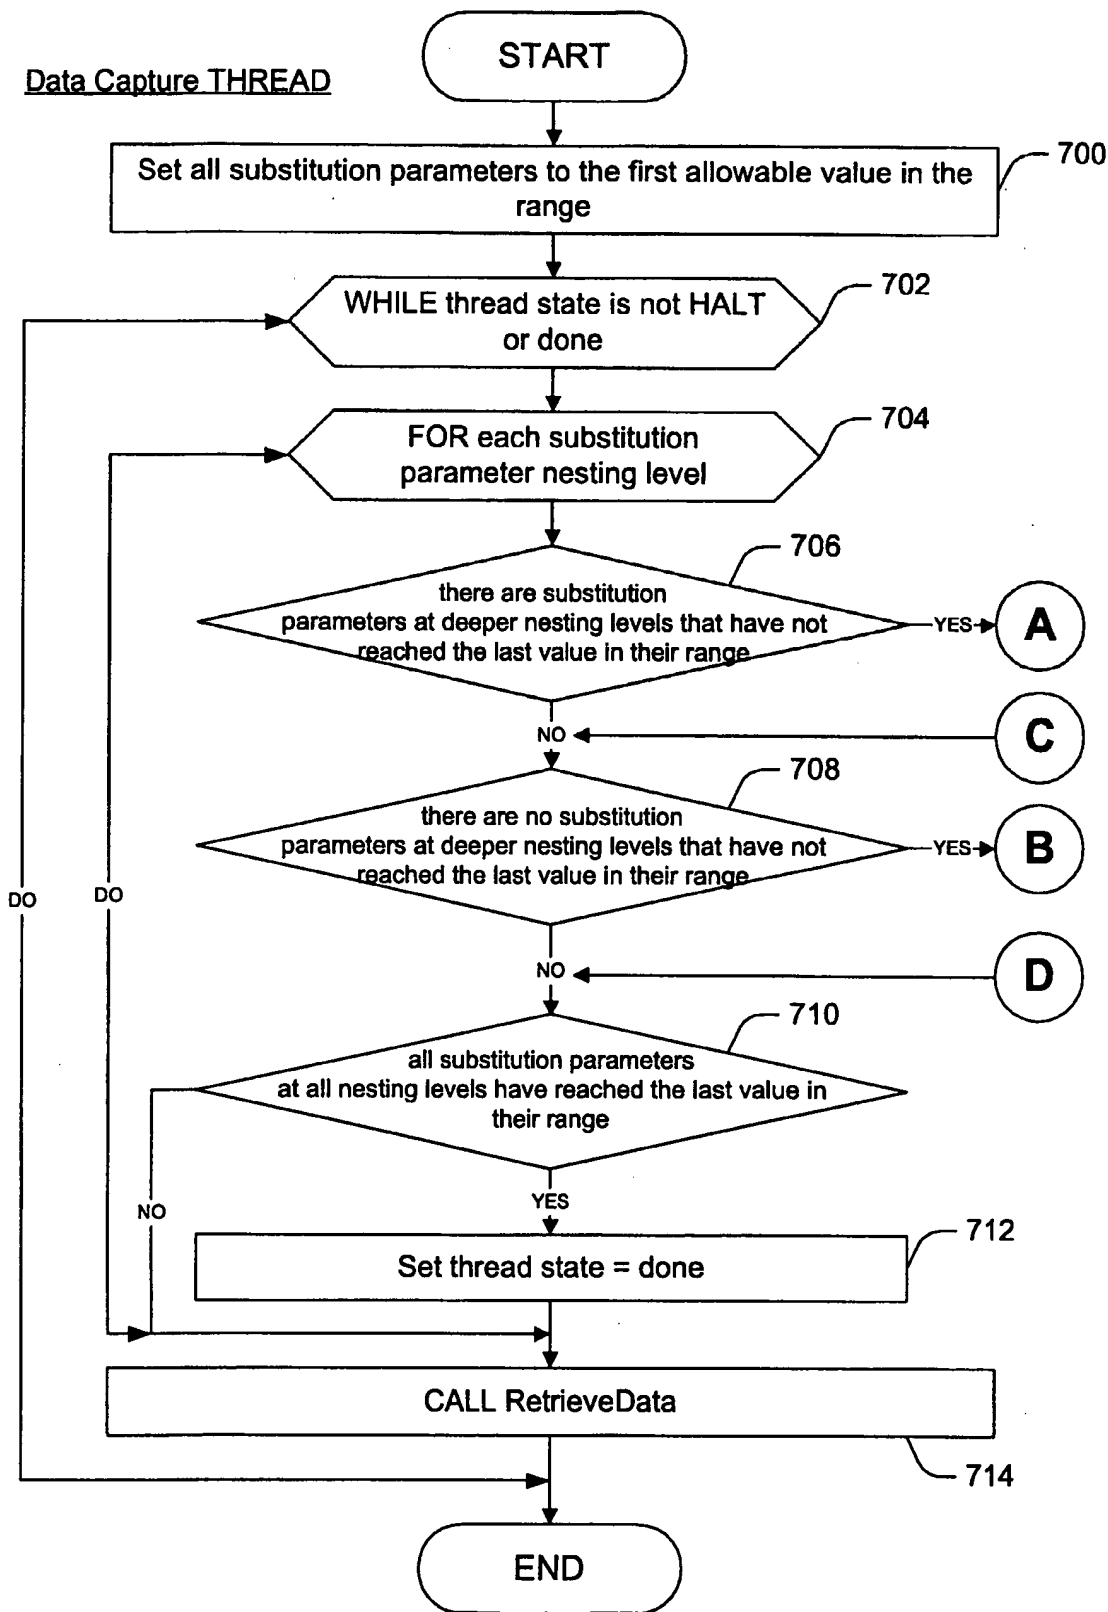 START
Data Capture THREAD
Set all substitution parameters to the first allowable value in the
range
700
WHILE thread state is not HALT
or done
702
FOR each substitution
parameter nesting level
704
706
there are substitution
parameters at deeper nesting levels that have not
reached the last value in their range
YES
A
NO
C
708
there are no substitution
parameters at deeper nesting levels that have not
reached the last value in their range
YES
B
DO
DO
NO
D
710
all substitution parameters
at all nesting levels have reached the last value in
their range
YES
NO
712
Set thread state = done
CALL RetrieveData
714
END